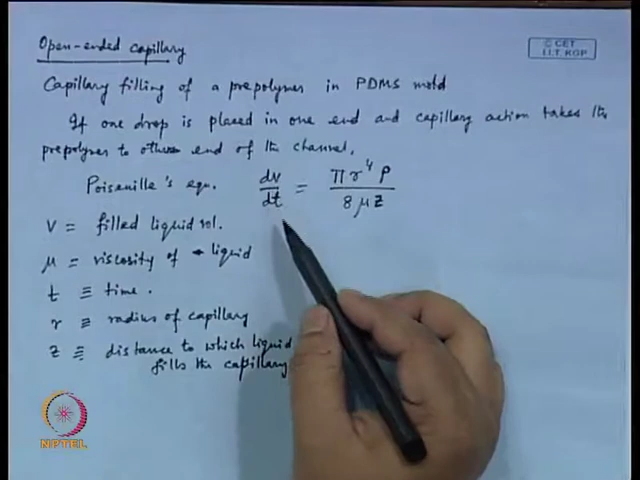 Open-ended capillary
© CET
I.I.T. KGP
Capillary filling of a prepolymer in PDMS mold
If one drop is placed in one end and capillary action takes the
prepolymer to other end of the channel.
Poiseuille's eqn. dv/dt = πr⁴P / 8μz
V = filled liquid vol.
μ = viscosity of liquid
t ≡ time.
r ≡ radius of capillary
z ≡ distance to which liquid
fills the capillary
NPTEL